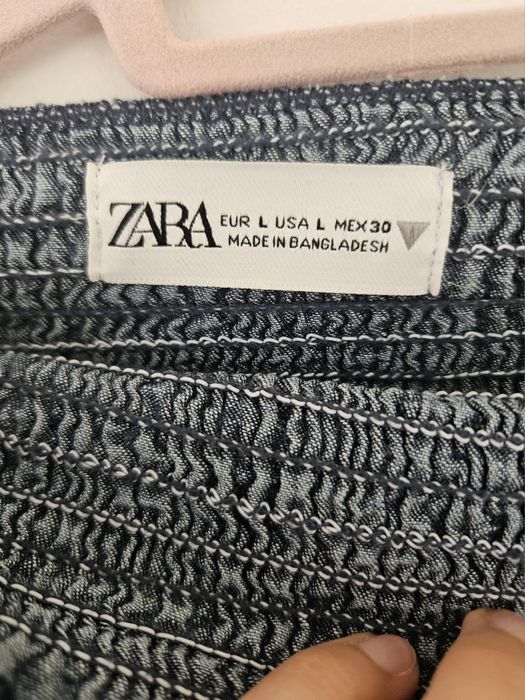 ZARA
EUR L USA L MEX 30
MADE IN BANGLADESH